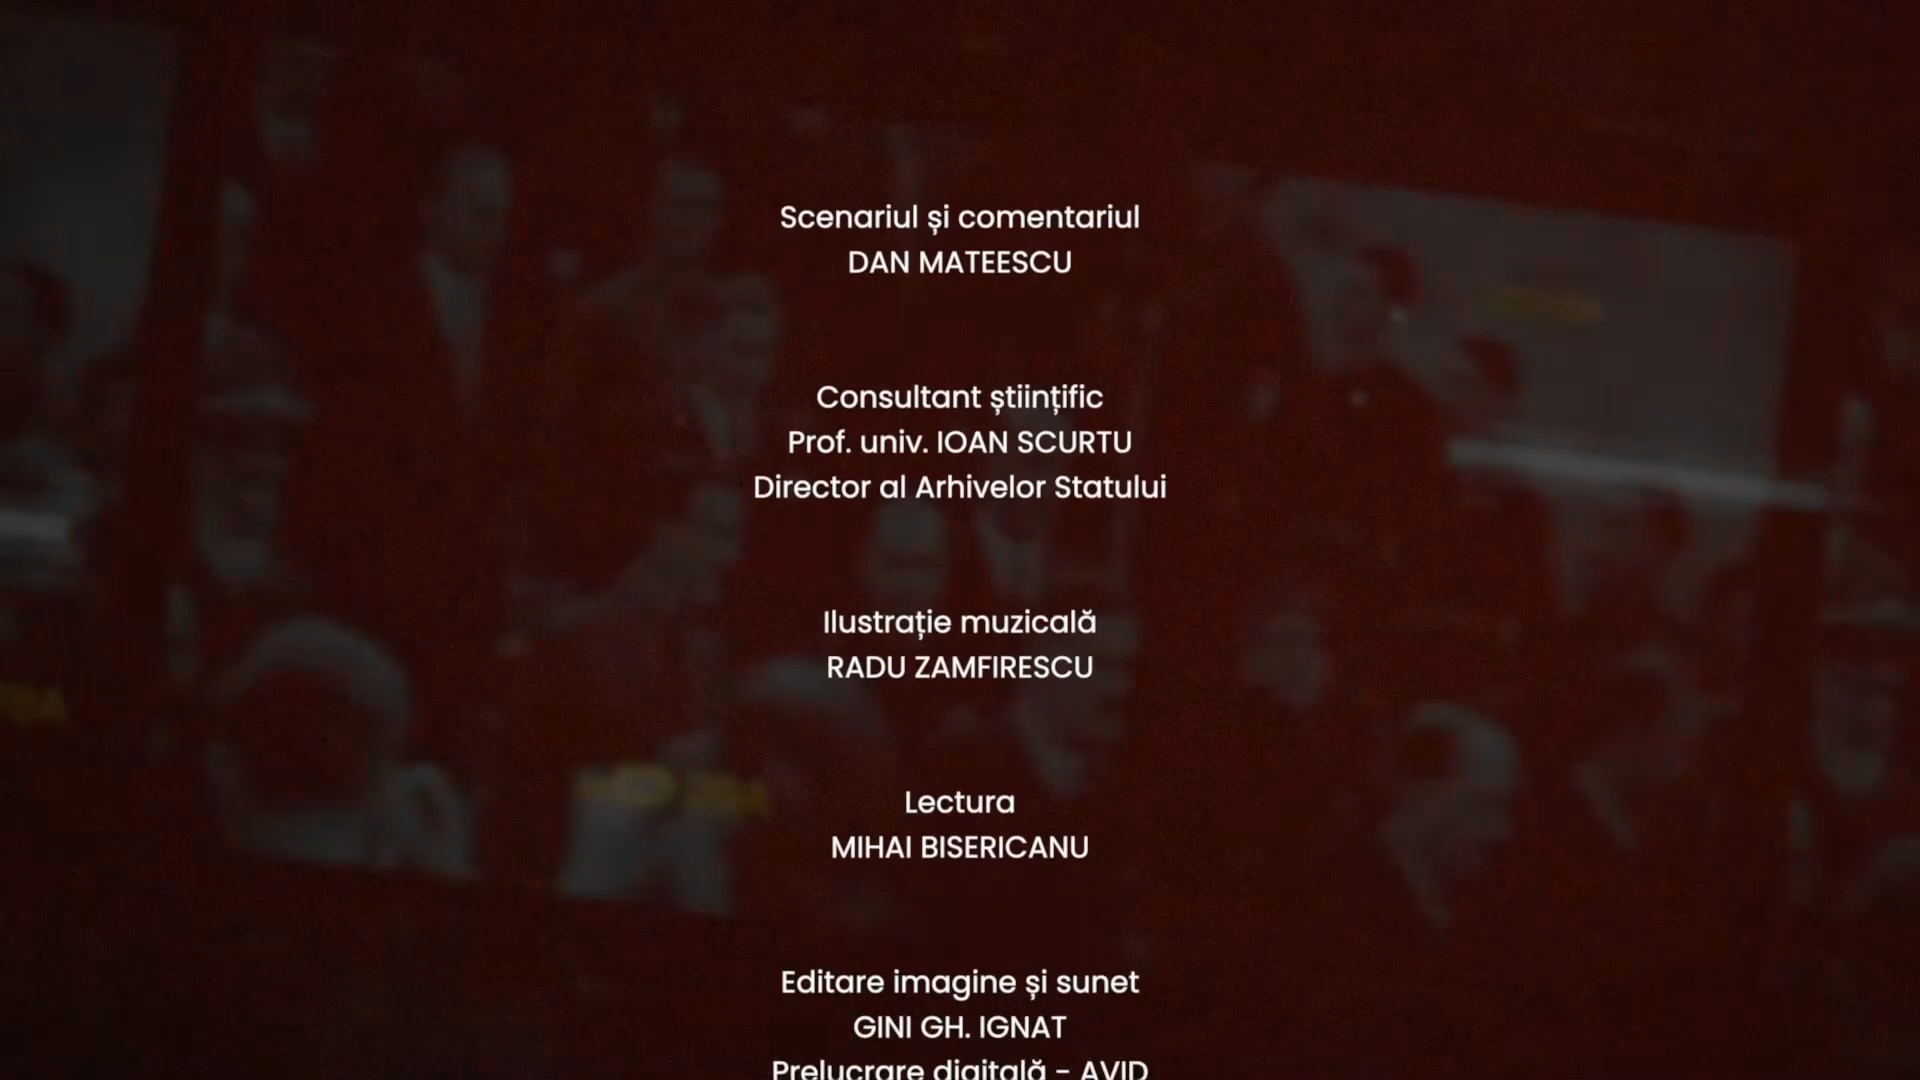 Scenariul și comentariul
DAN MATEESCU
Consultant științific
Prof. univ. IOAN SCURTU
Director al Arhivelor Statului
Ilustrație muzicală
RADU ZAMFIRESCU
Lectura
MIHAI BISERICANU
Editare imagine și sunet
GINI GH. IGNAT
Prelucrare digitală - AVID